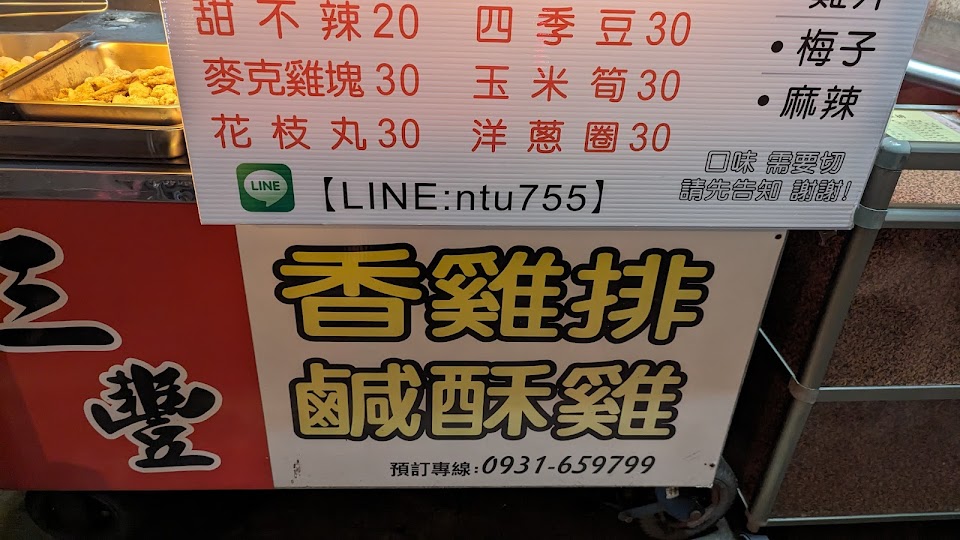 甜不辣20 四季豆30
麥克雞塊30 玉米筍30
花枝丸30 洋蔥圈30
•梅子
•麻辣
口味 需要切
請先告知 謝謝!
LINE
【LINE:ntu755】
豐
香雞排
鹹酥雞
預訂專線:0931-659799